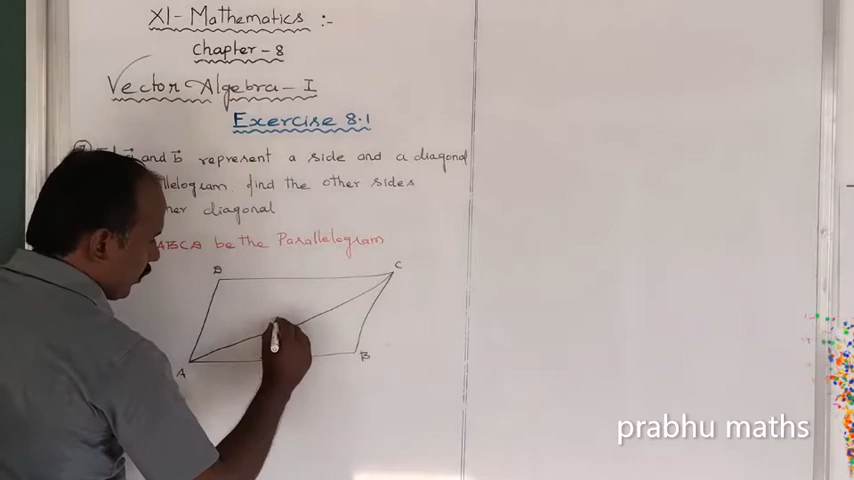 XI- Mathematics :-
Chapter - 8
Vector Algebra - I
Exercise 8.1
and b⃗ represent a side and a diagonal
find the other sides
diagonal
be the Parallelogram
D
C
A
B
prabhu maths